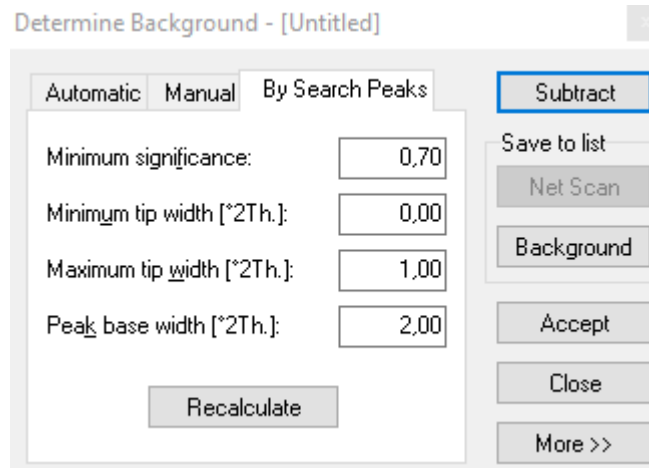 Determine Background - [Untitled]
Automatic Manual By Search Peaks
Minimum significance: 0,70
Minimum tip width [°2Th.]: 0,00
Maximum tip width [°2Th.]: 1,00
Peak base width [°2Th.]: 2,00
Recalculate
Subtract
Save to list
Net Scan
Background
Accept
Close
More >>